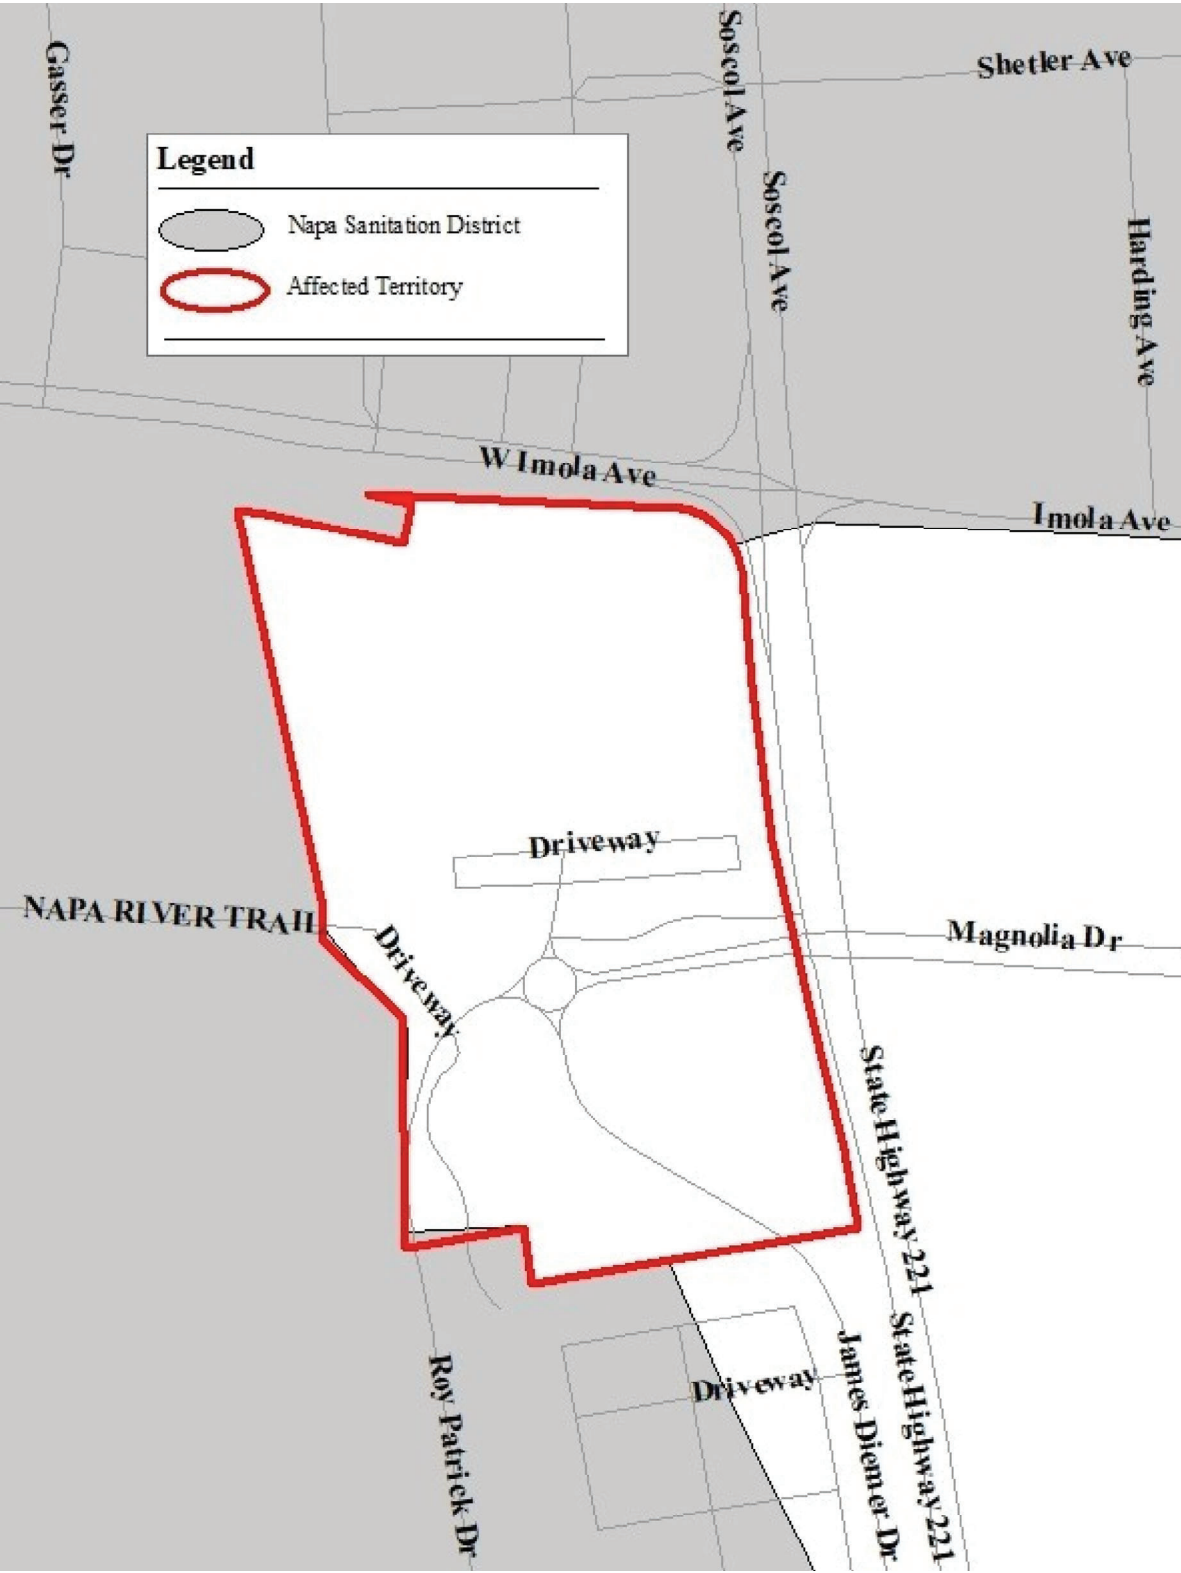 Gasser Dr
Soscol Ave
Shetler Ave
Legend
Napa Sanitation District
Affected Territory
Soscol Ave
Harding Ave
W Imola Ave
Imola Ave
Driveway
NAPA RIVER TRAIL
Driveway
Magnolia Dr
State Highway 221
State Highway 221
James Diemer Dr
Driveway
Roy Patrick Dr